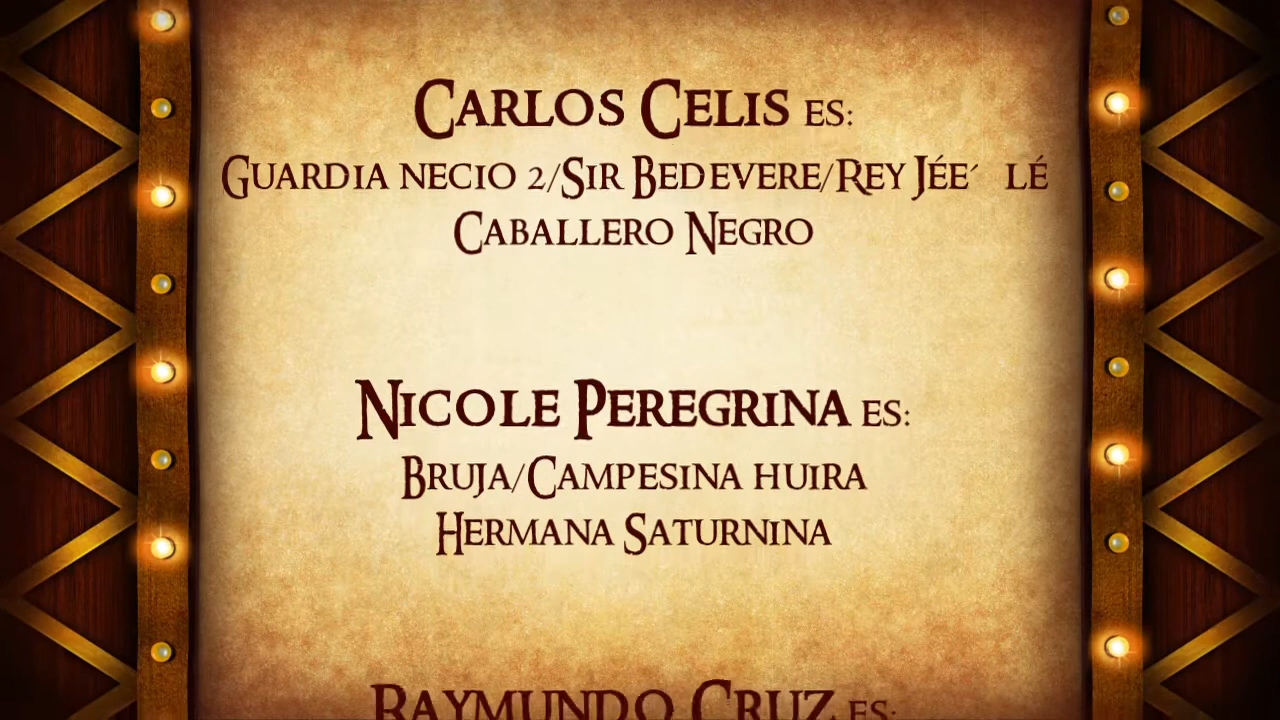 Carlos Celis es:
Guardia necio 2/Sir Bedevere/Rey Jée´ lé
Caballero Negro
Nicole Peregrina es:
Bruja/Campesina huira
Hermana Saturnina
Raymundo Cruz es: